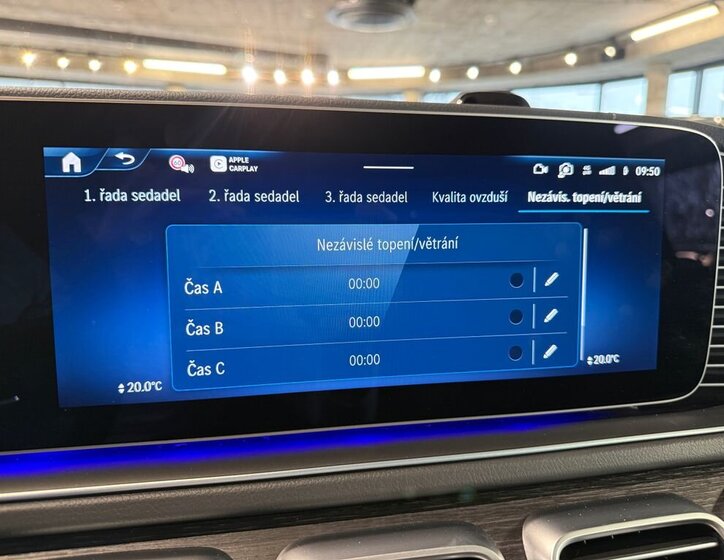 60
APPLE
CARPLAY
09:50
1. řada sedadel
2. řada sedadel
3. řada sedadel
Kvalita ovzduší
Nezávis. topení/větrání
Nezávislé topení/větrání
Čas A 00:00
Čas B 00:00
Čas C 00:00
20.0°C
20.0°C